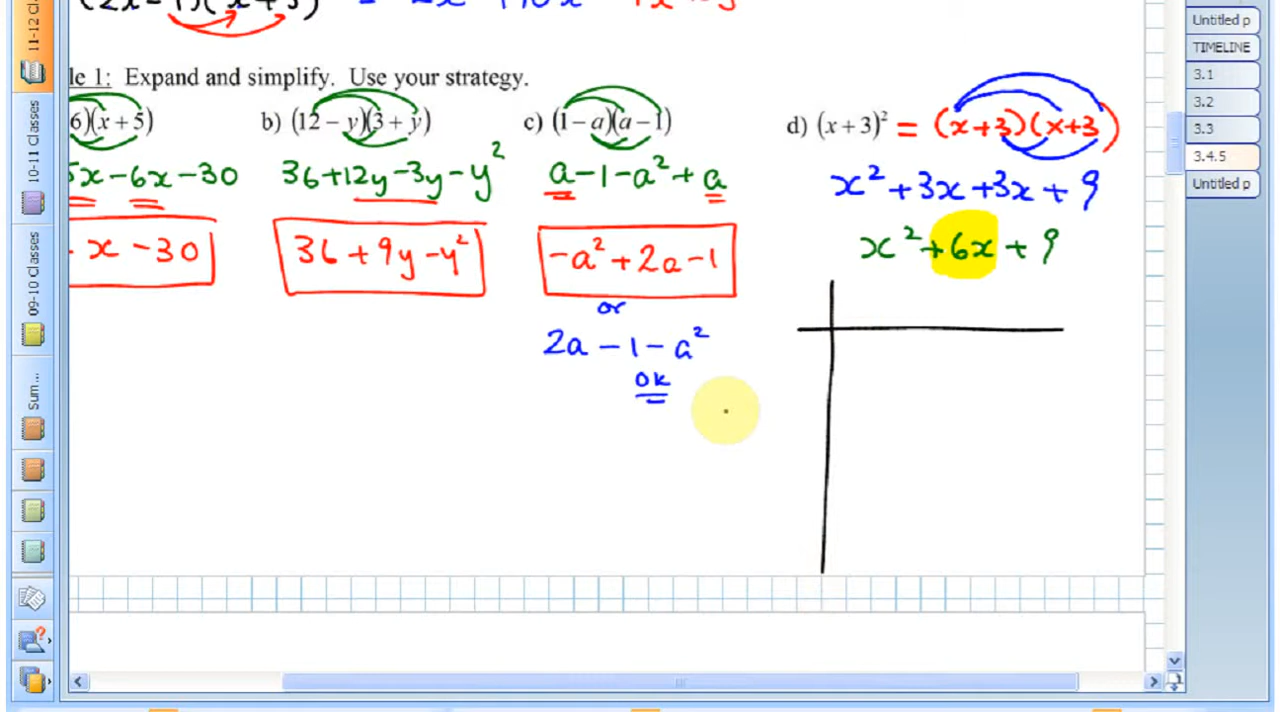 le 1: Expand and simplify. Use your strategy.
6)(x + 5)
b) (12 − y)(3 + y)
c) (1 − a)(a − 1)
d) (x + 3)² = (x+3)(x+3)
5x − 6x − 30
36 + 12y − 3y − y²
a − 1 − a² + a
x² + 3x + 3x + 9
x − 30
36 + 9y − y²
−a² + 2a − 1
x² + 6x + 9
or
2a − 1 − a²
OK
11-12 Cl
10-11 Classes
09-10 Classes
Sum...
Untitled p
TIMELINE
3.1
3.2
3.3
3.4.5
Untitled p